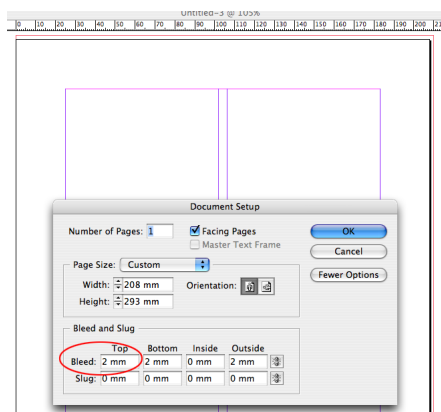 Untitled-3 @ 105%
0 10 20 30 40 50 60 70 80 90 100 110 120 130 140 150 160 170 180 190 200
Document Setup
Number of Pages: 1 Facing Pages OK
Master Text Frame Cancel
Page Size: Custom Fewer Options
Width: 208 mm Orientation:
Height: 293 mm
Bleed and Slug
Top Bottom Inside Outside
Bleed: 2 mm 2 mm 0 mm 2 mm
Slug: 0 mm 0 mm 0 mm 0 mm